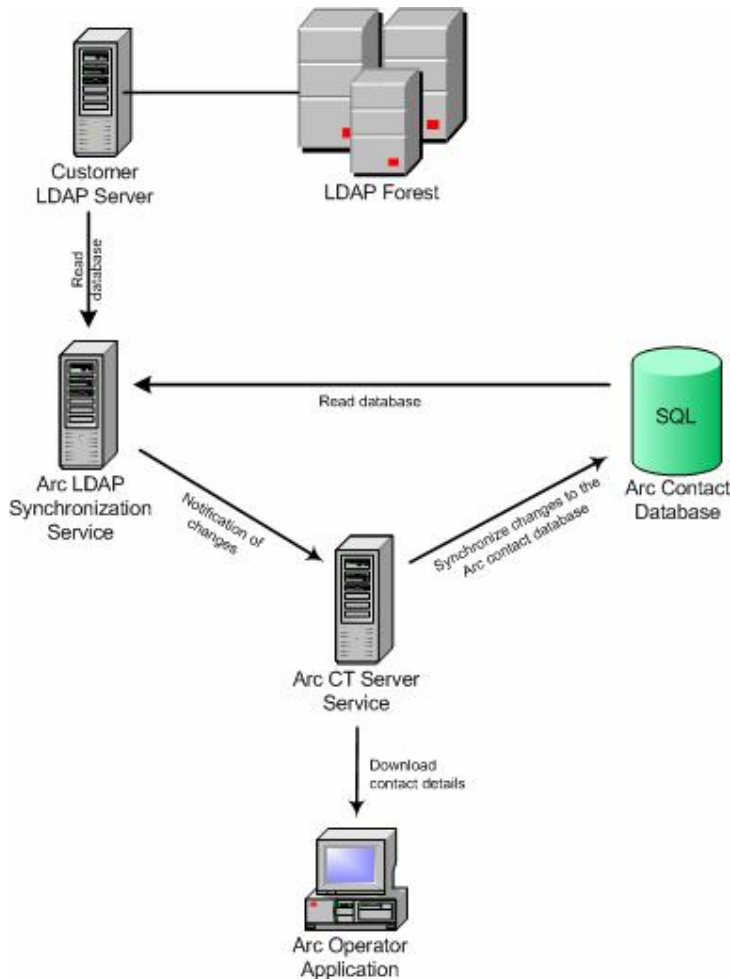 Customer
LDAP Server
LDAP Forest
Read
database
Read database
SQL
Arc LDAP
Synchronization
Service
Arc Contact
Database
Notification of
changes
Synchronize changes to the
Arc contact database
Arc CT Server
Service
Download
contact details
Arc Operator
Application